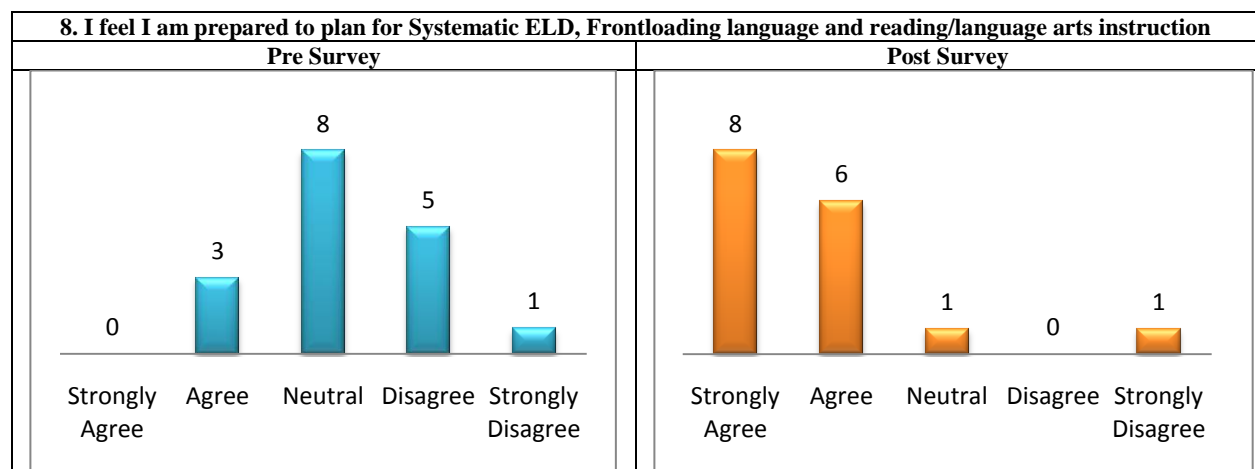 8. I feel I am prepared to plan for Systematic ELD, Frontloading language and reading/language arts instruction
Pre Survey
8
5
3
1
0
Strongly Agree Neutral Disagree Strongly
Agree Disagree
Post Survey
8
6
1
0
1
Strongly Agree Neutral Disagree Strongly
Agree Disagree